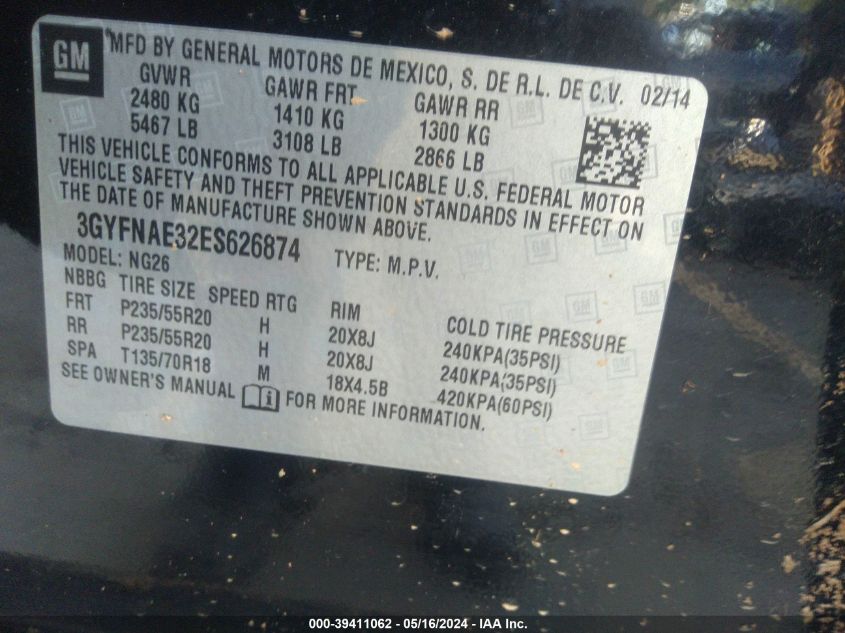 GM
MFD BY GENERAL MOTORS DE MEXICO, S. DE R.L. DE C.V. 02/14
GVWR GAWR FRT GAWR RR
2480 KG 1410 KG 1300 KG
5467 LB 3108 LB 2866 LB
THIS VEHICLE CONFORMS TO ALL APPLICABLE U.S. FEDERAL MOTOR
VEHICLE SAFETY AND THEFT PREVENTION STANDARDS IN EFFECT ON
THE DATE OF MANUFACTURE SHOWN ABOVE.
3GYFNAE32ES626874 TYPE: M.P.V.
MODEL: NG26
NBBG TIRE SIZE SPEED RTG RIM COLD TIRE PRESSURE
FRT P235/55R20 H 20X8J 240KPA(35PSI)
RR P235/55R20 H 20X8J 240KPA(35PSI)
SPA T135/70R18 M 18X4.5B 420KPA(60PSI)
SEE OWNER'S MANUAL FOR MORE INFORMATION.
000-39411062 - 05/16/2024 - IAA Inc.